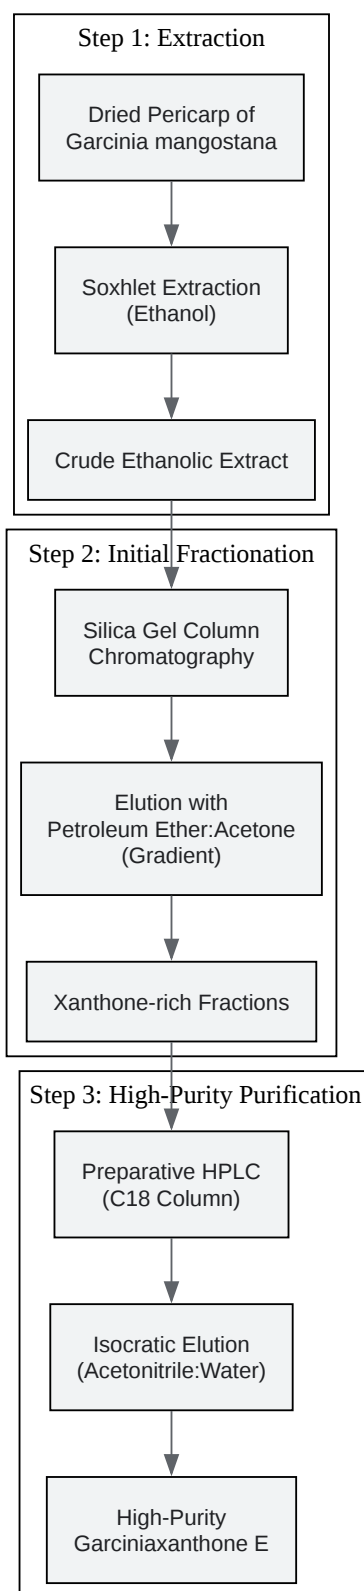 Step 1: Extraction
Dried Pericarp of
Garcinia mangostana
Soxhlet Extraction
(Ethanol)
Crude Ethanolic Extract
Step 2: Initial Fractionation
Silica Gel Column
Chromatography
Elution with
Petroleum Ether:Acetone
(Gradient)
Xanthone-rich Fractions
Step 3: High-Purity Purification
Preparative HPLC
(C18 Column)
Isocratic Elution
(Acetonitrile:Water)
High-Purity
Garciniaxanthone E